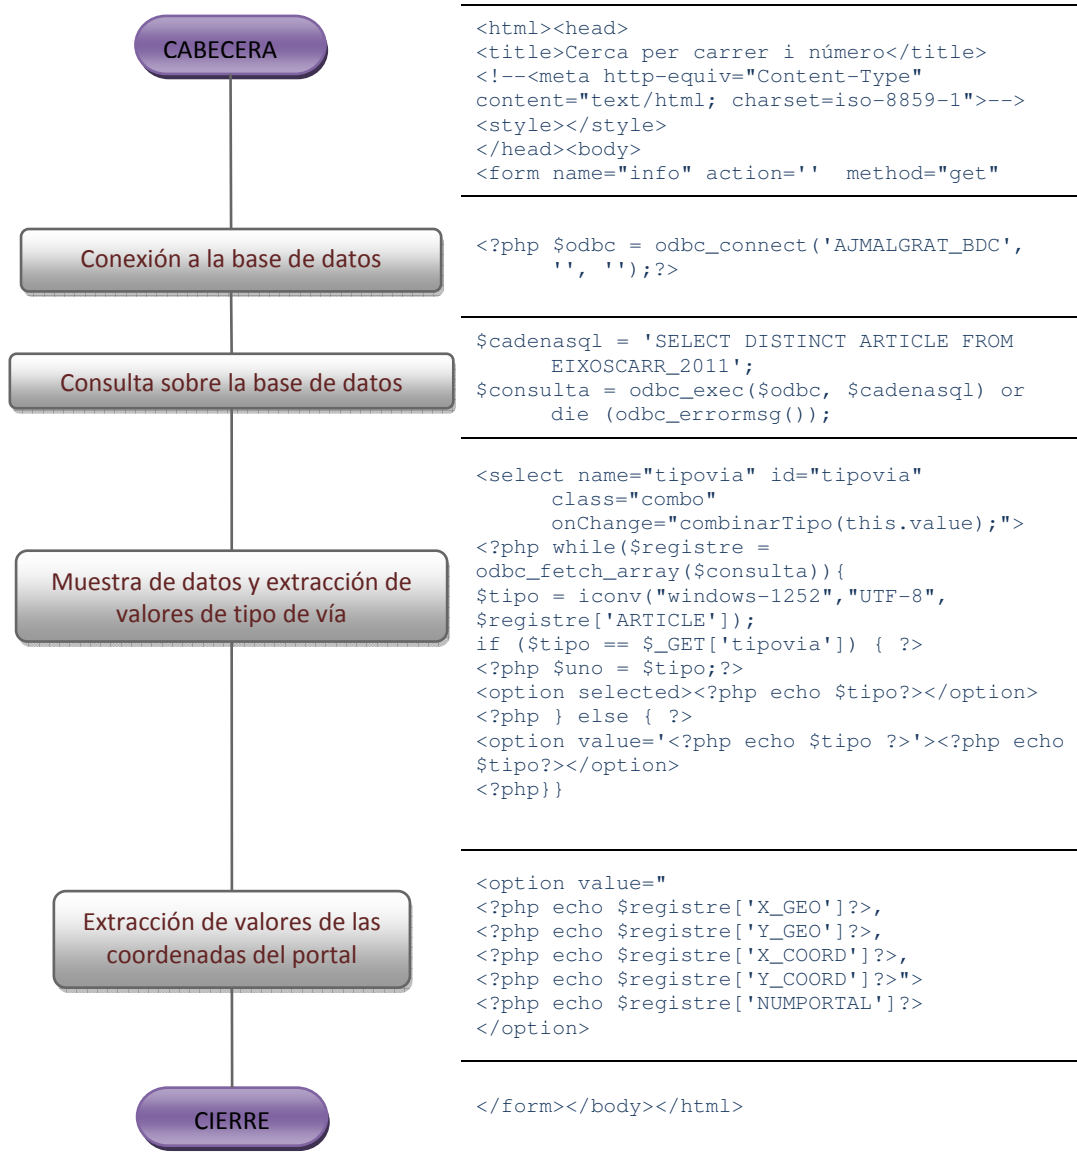 CABECERA
<html><head>
<title>Cerca per carrer i número</title>
<!--<meta http-equiv="Content-Type"
content="text/html; charset=iso-8859-1">-->
<style></style>
</head><body>
<form name="info" action=''  method="get"
Conexión a la base de datos
<?php $odbc = odbc_connect('AJMALGRAT_BDC',
'', '');?>
Consulta sobre la base de datos
$cadenasql = 'SELECT DISTINCT ARTICLE FROM
EIXOSCARR_2011';
$consulta = odbc_exec($odbc, $cadenasql) or
die (odbc_errormsg());
Muestra de datos y extracción de
valores de tipo de vía
<select name="tipovia" id="tipovia"
class="combo"
onChange="combinarTipo(this.value);">
<?php while($registre =
odbc_fetch_array($consulta)){
$tipo = iconv("windows-1252","UTF-8",
$registre['ARTICLE']);
if ($tipo == $_GET['tipovia']) { ?>
<?php $uno = $tipo;?>
<option selected><?php echo $tipo?></option>
<?php } else { ?>
<option value='<?php echo $tipo ?>'><?php echo
$tipo?></option>
<?php}}
Extracción de valores de las
coordenadas del portal
<option value="
<?php echo $registre['X_GEO']?>,
<?php echo $registre['Y_GEO']?>,
<?php echo $registre['X_COORD']?>,
<?php echo $registre['Y_COORD']?>">
<?php echo $registre['NUMPORTAL']?>
</option>
CIERRE
</form></body></html>